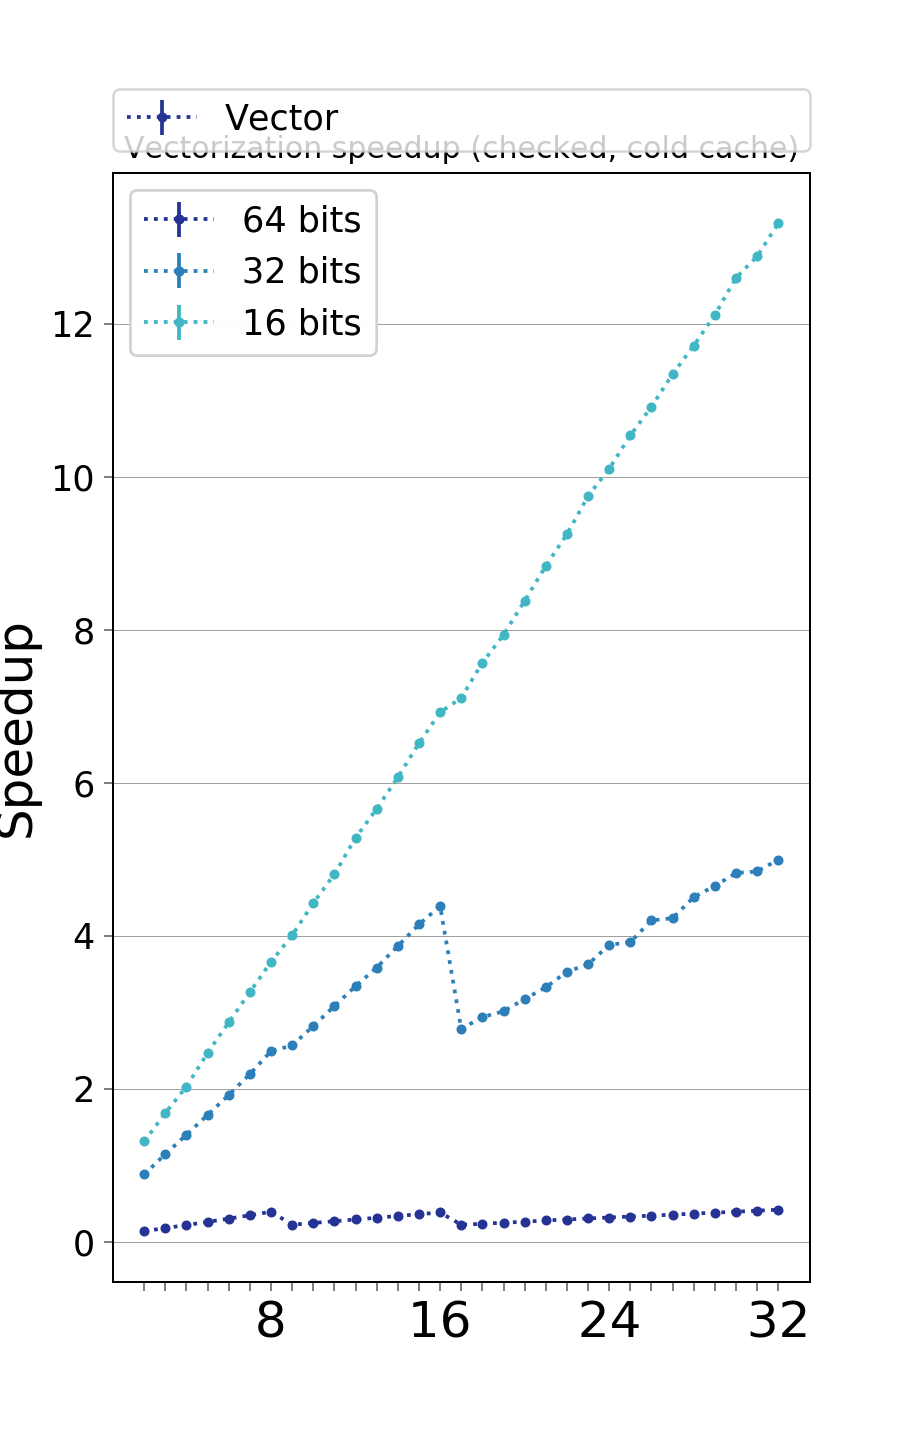 Vector
Vectorization speedup (checked, cold cache)
64 bits
32 bits
16 bits
12
10
8
6
4
2
0
Speedup
8 16 24 32